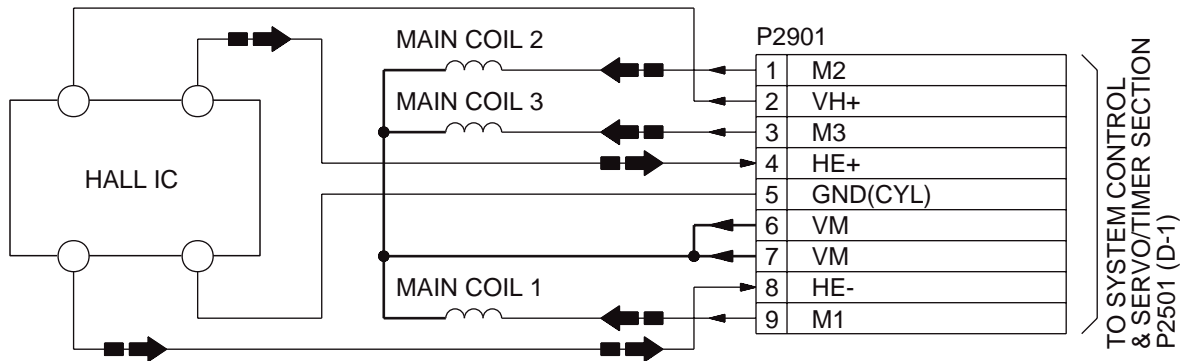 P2901
MAIN COIL 2
1 M2
2 VH+
MAIN COIL 3
3 M3
4 HE+
HALL IC
5 GND(CYL)
6 VM
7 VM
MAIN COIL 1
8 HE-
9 M1
TO SYSTEM CONTROL
& SERVO/TIMER SECTION
P2501 (D-1)